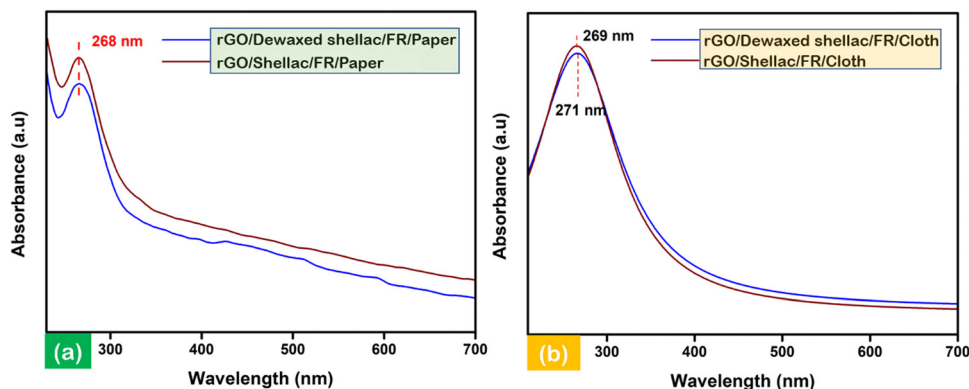 268 nm
rGO/Dewaxed shellac/FR/Paper
rGO/Shellac/FR/Paper
Absorbance (a.u)
(a)
300
400
500
600
700
Wavelength (nm)
269 nm
rGO/Dewaxed shellac/FR/Cloth
rGO/Shellac/FR/Cloth
271 nm
Absorbance (a.u)
(b)
300
400
500
600
700
Wavelength (nm)